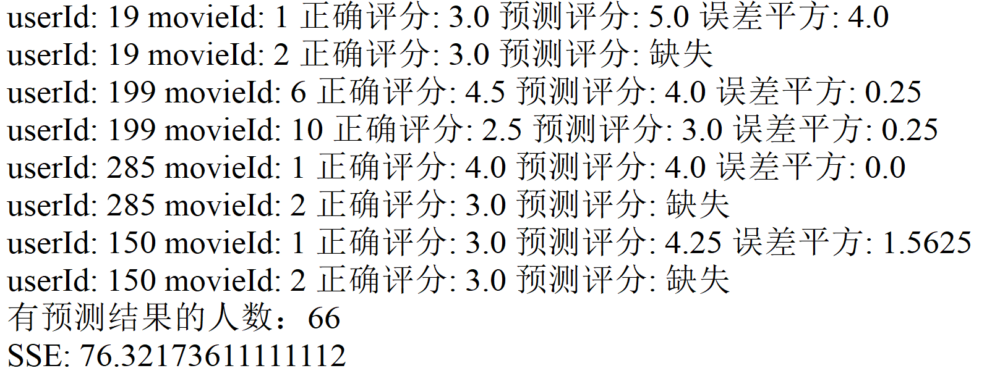 userId: 19 movieId: 1 正确评分: 3.0 预测评分: 5.0 误差平方: 4.0
userId: 19 movieId: 2 正确评分: 3.0 预测评分: 缺失
userId: 199 movieId: 6 正确评分: 4.5 预测评分: 4.0 误差平方: 0.25
userId: 199 movieId: 10 正确评分: 2.5 预测评分: 3.0 误差平方: 0.25
userId: 285 movieId: 1 正确评分: 4.0 预测评分: 4.0 误差平方: 0.0
userId: 285 movieId: 2 正确评分: 3.0 预测评分: 缺失
userId: 150 movieId: 1 正确评分: 3.0 预测评分: 4.25 误差平方: 1.5625
userId: 150 movieId: 2 正确评分: 3.0 预测评分: 缺失
有预测结果的人数：66
SSE: 76.32173611111112